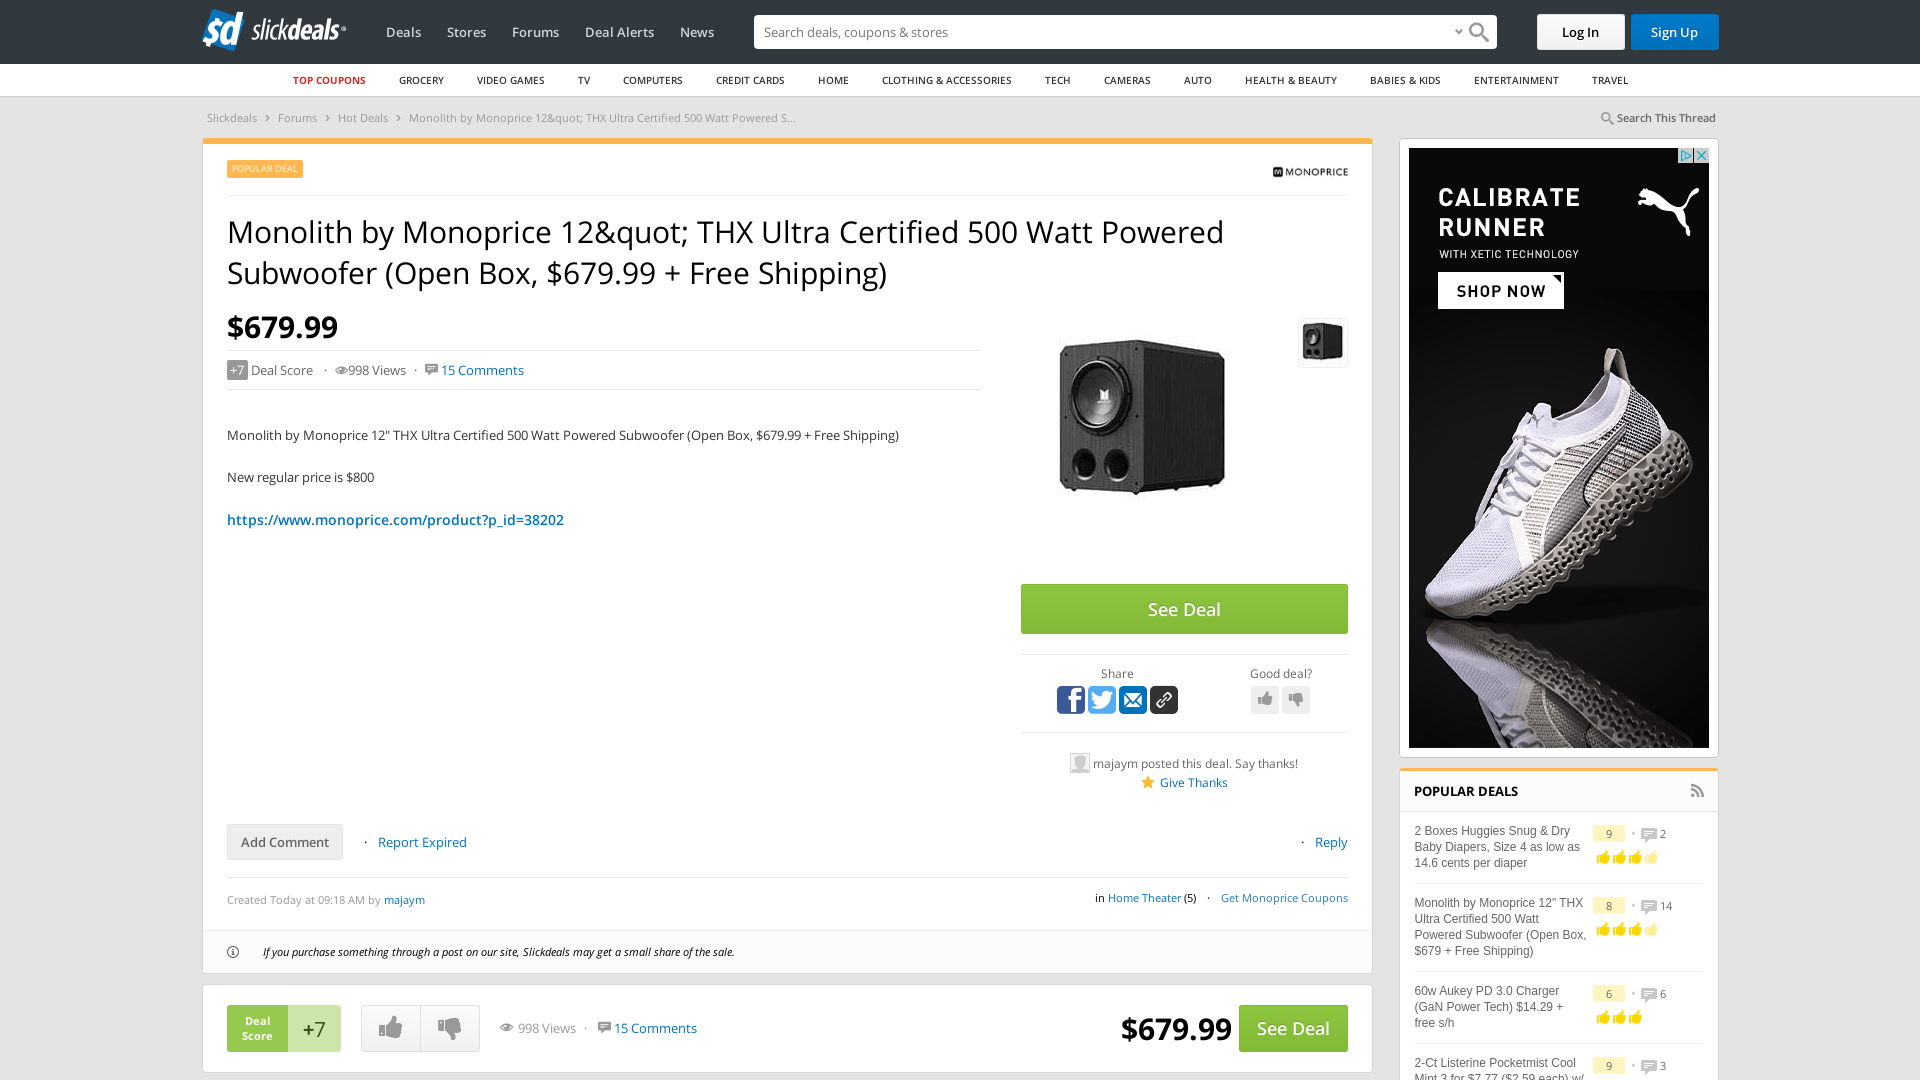 slickdeals
Deals
Stores
Forums
Deal Alerts
News
Search deals, coupons & stores
Log In
Sign Up
TOP COUPONS
GROCERY
VIDEO GAMES
TV
COMPUTERS
CREDIT CARDS
HOME
CLOTHING & ACCESSORIES
TECH
CAMERAS
AUTO
HEALTH & BEAUTY
BABIES & KIDS
ENTERTAINMENT
TRAVEL
Slickdeals › Forums › Hot Deals › Monolith by Monoprice 12&quot; THX Ultra Certified 500 Watt Powered S...
Search This Thread
POPULAR DEAL
MONOPRICE
Monolith by Monoprice 12&quot; THX Ultra Certified 500 Watt Powered
Subwoofer (Open Box, $679.99 + Free Shipping)
$679.99
+7 Deal Score · 998 Views · 15 Comments
Monolith by Monoprice 12" THX Ultra Certified 500 Watt Powered Subwoofer (Open Box, $679.99 + Free Shipping)
New regular price is $800
https://www.monoprice.com/product?p_id=38202
See Deal
Share
Good deal?
majaym posted this deal. Say thanks!
Give Thanks
Add Comment
· Report Expired
· Reply
Created Today at 09:18 AM by majaym
in Home Theater (5) · Get Monoprice Coupons
If you purchase something through a post on our site, Slickdeals may get a small share of the sale.
Deal
Score
+7
998 Views · 15 Comments
$679.99
See Deal
CALIBRATE
RUNNER
WITH XETIC TECHNOLOGY
SHOP NOW
POPULAR DEALS
2 Boxes Huggies Snug & Dry
Baby Diapers, Size 4 as low as
14.6 cents per diaper
9 • 2
Monolith by Monoprice 12" THX
Ultra Certified 500 Watt
Powered Subwoofer (Open Box,
$679 + Free Shipping)
8 • 14
60w Aukey PD 3.0 Charger
(GaN Power Tech) $14.29 +
free s/h
6 • 6
2-Ct Listerine Pocketmist Cool
Mint 3 for $7.77 ($2.59 each) w/
9 • 3